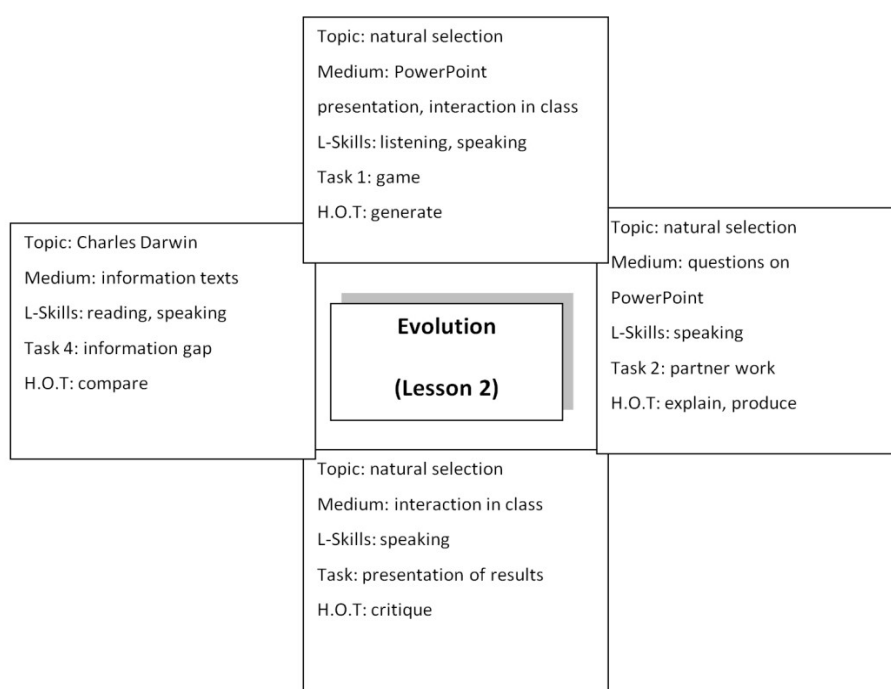 Topic: natural selection
Medium: PowerPoint
presentation, interaction in class
L-Skills: listening, speaking
Task 1: game
H.O.T: generate
Topic: natural selection
Medium: questions on
PowerPoint
L-Skills: speaking
Task 2: partner work
H.O.T: explain, produce
Topic: Charles Darwin
Medium: information texts
L-Skills: reading, speaking
Task 4: information gap
H.O.T: compare
Evolution
(Lesson 2)
Topic: natural selection
Medium: interaction in class
L-Skills: speaking
Task: presentation of results
H.O.T: critique